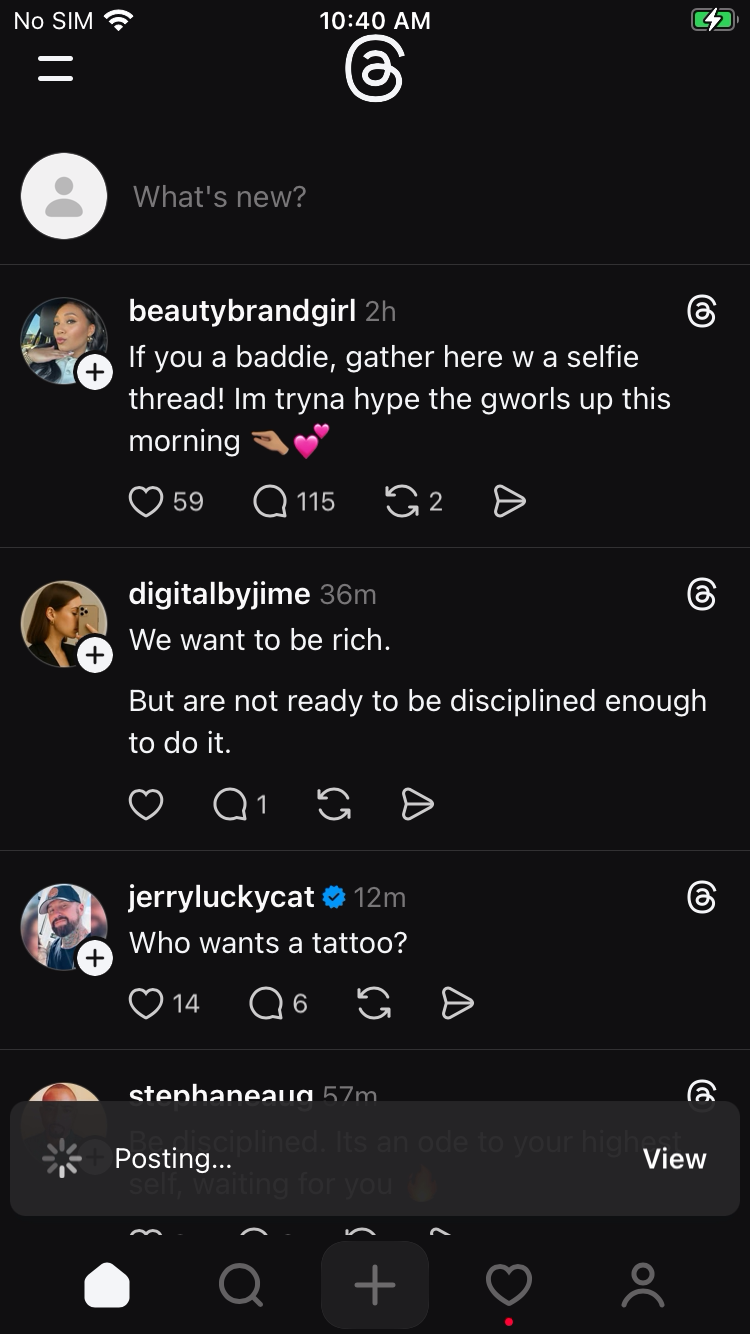 No SIM 10:40 AM
What's new?
beautybrandgirl 2h
If you a baddie, gather here w a selfie
thread! Im tryna hype the gworls up this
morning 🤏🏽💕
59 115 2
digitalbyjime 36m
We want to be rich.
But are not ready to be disciplined enough
to do it.
1
jerryluckycat 12m
Who wants a tattoo?
14 6
stephaneaug 57m
Be disciplined. Its an ode to your highest
self, waiting for you 🔥
Posting... View